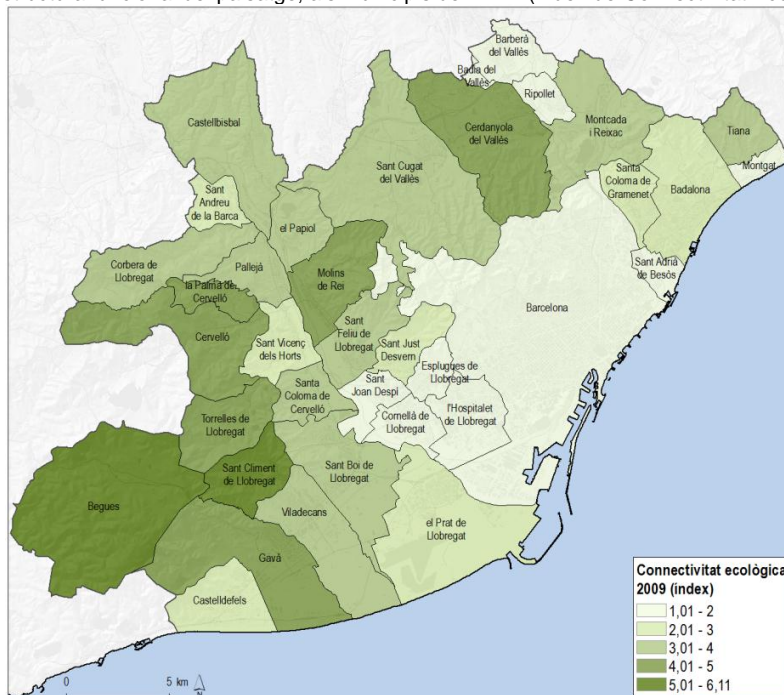 Barberà
del Vallès
Badia del
Vallès
Ripollet
Castellbisbal
Cerdanyola
del Vallès
Montcada
i Reixac
Tiana
Montgat
Sant Cugat
del Vallès
Santa
Coloma de
Gramenet
Badalona
Sant
Andreu
de la Barca
el Papiol
Corbera de
Llobregat
Pallejà
Molins
de Rei
Sant Adrià
de Besòs
la Palma de
Cervelló
Barcelona
Cervelló
Sant Vicenç
dels Horts
Sant
Feliu de
Llobregat
Sant Just
Desvern
Esplugues de
Llobregat
Santa
Coloma de
Cervelló
Sant
Joan Despí
Cornellà de
Llobregat
l'Hospitalet
de Llobregat
Torrelles de
Llobregat
Sant Climent
de Llobregat
Sant Boi de
Llobregat
Begues
Viladecans
el Prat de
Llobregat
Gavà
Castelldefels
Connectivitat ecològica
2009 (index)
1,01 - 2
2,01 - 3
3,01 - 4
4,01 - 5
5,01 - 6,11
0 5 km